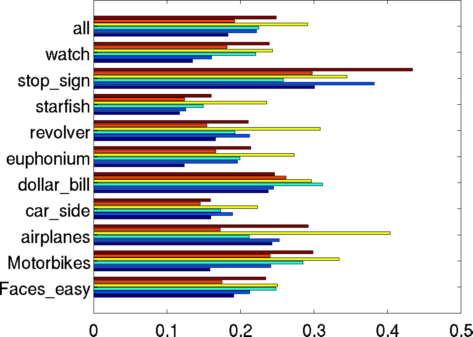 all
watch
stop_sign
starfish
revolver
euphonium
dollar_bill
car_side
airplanes
Motorbikes
Faces_easy
0 0.1 0.2 0.3 0.4 0.5